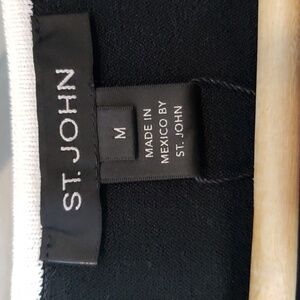 ST. JOHN
M
MADE IN
MEXICO BY
ST. JOHN